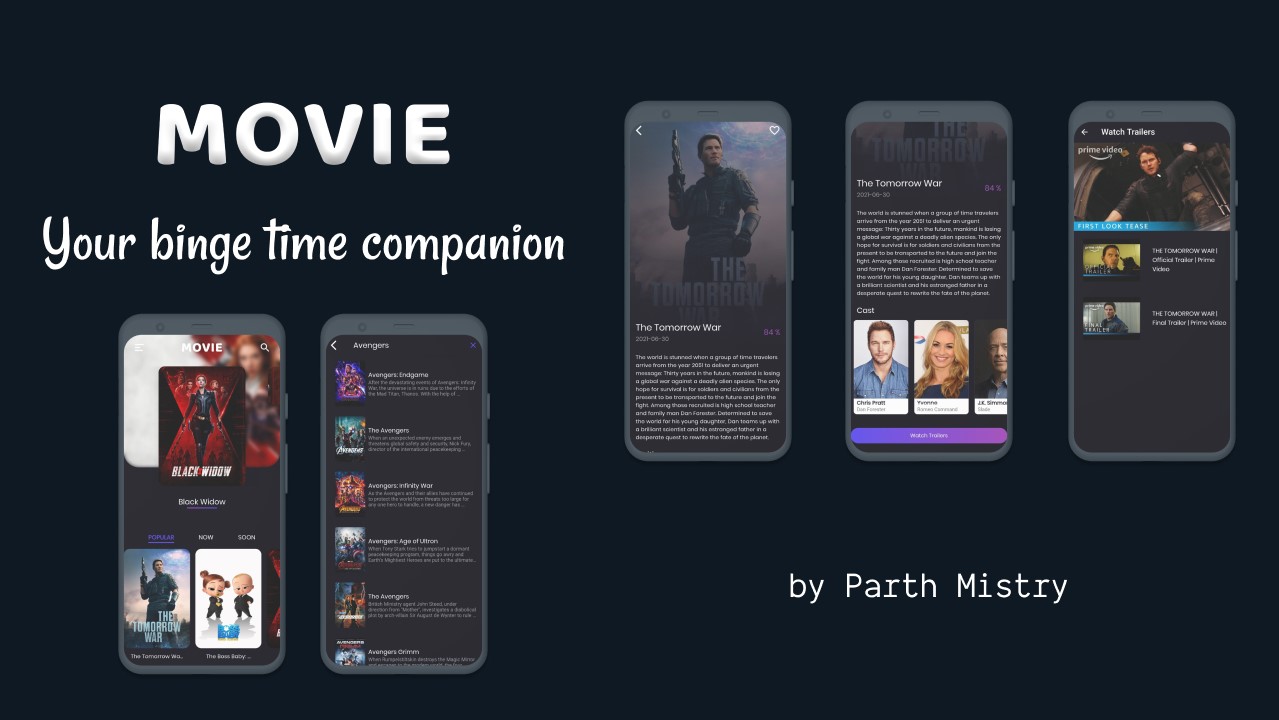 MOVIE
Your binge time companion
MOVIE
BLACK WIDOW
Black Widow
POPULAR NOW SOON
THE
TOMORROW
WAR
The Tomorrow Wa..
The Boss Baby:...
Avengers
Avengers: Endgame
After the devastating events of Avengers: Infinity
War, the universe is in ruins due to the efforts of
the Mad Titan, Thanos. With the help of ...
The Avengers
When an unexpected enemy emerges and
threatens global safety and security, Nick Fury,
director of the international peacekeeping ...
AVENGERS
Avengers: Infinity War
As the Avengers and their allies have continued
to protect the world from threats too large for
any one hero to handle, a new danger has ...
Avengers: Age of Ultron
When Tony Stark tries to jumpstart a dormant
peacekeeping program, things go awry and
Earth's Mightiest Heroes are put to the ultimate...
The Avengers
British Ministry agent John Steed, under
direction from "Mother", investigates a diabolical
plot by arch-villain Sir August de Wynter to rule ...
AVENGERS
Avengers Grimm
When Rumpelstiltskin destroys the Magic Mirror
THE
TOMORROW
WAR
The Tomorrow War
84 %
2021-06-30
The world is stunned when a group of time travelers
arrive from the year 2051 to deliver an urgent
message: Thirty years in the future, mankind is losing
a global war against a deadly alien species. The only
hope for survival is for soldiers and civilians from the
present to be transported to the future and join the
fight. Among those recruited is high school teacher
and family man Dan Forester. Determined to save
the world for his young daughter, Dan teams up with
a brilliant scientist and his estranged father in a
desperate quest to rewrite the fate of the planet.
THE
TOMORROW
WAR
The Tomorrow War
84 %
2021-06-30
The world is stunned when a group of time travelers
arrive from the year 2051 to deliver an urgent
message: Thirty years in the future, mankind is losing
a global war against a deadly alien species. The only
hope for survival is for soldiers and civilians from the
present to be transported to the future and join the
fight. Among those recruited is high school teacher
and family man Dan Forester. Determined to save
the world for his young daughter, Dan teams up with
a brilliant scientist and his estranged father in a
desperate quest to rewrite the fate of the planet.
Cast
Chris Pratt Yvonne J.K. Simmo
Dan Forester Romeo Command Slade
Watch Trailers
Watch Trailers
prime video
FIRST LOOK TEASE
OFFICIAL
TRAILER
THE TOMORROW WAR |
Official Trailer | Prime
Video
FINAL
TRAILER
THE TOMORROW WAR |
Final Trailer | Prime Video
by Parth Mistry